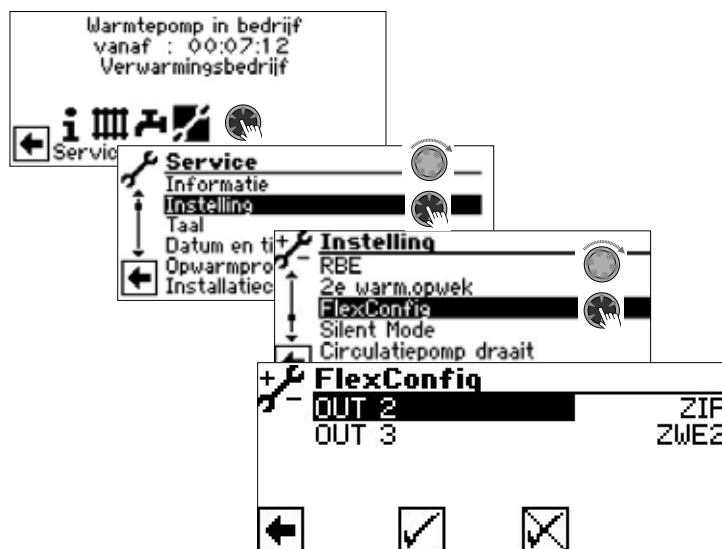 Warmtepomp in bedrijf
vanaf : 00:07:12
Verwarmingsbedrijf
Servic
Service
Informatie
Instelling
Taal
Datum en ti
Opwarmpro
Installatiec
Instelling
RBE
2e warm.opwek
FlexConfig
Silent Mode
Circulatiepomp draait
FlexConfig
OUT 2 ZIP
OUT 3 ZWE2